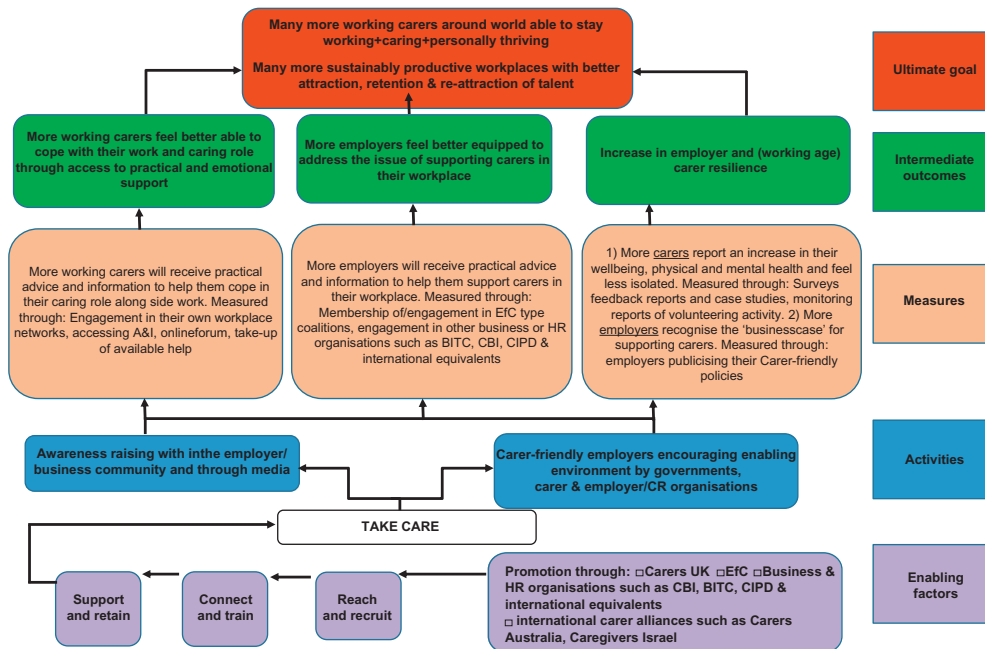 Many more working carers around world able to stay
working+caring+personally thriving
Many more sustainably productive workplaces with better
attraction, retention & re-attraction of talent
Ultimate goal
More working carers feel better able to
cope with their work and caring role
through access to practical and emotional
support
More employers feel better equipped to
address the issue of supporting carers in
their workplace
Increase in employer and (working age)
carer resilience
Intermediate
outcomes
More working carers will receive practical
advice and information to help them cope
in their caring role along side work. Measured
through: Engagement in their own workplace
networks, accessing A&I, onlineforum, take-up
of available help
More employers will receive practical advice
and information to help them support carers
in their workplace. Measured through:
Membership of/engagement in EfC type
coalitions, engagement in other business or HR
organisations such as BITC, CBI, CIPD &
international equivalents
1) More carers report an increase in their
wellbeing, physical and mental health and feel
less isolated. Measured through: Surveys
feedback reports and case studies, monitoring
reports of volunteering activity. 2) More
employers recognise the ‘businesscase’ for
supporting carers. Measured through:
employers publicising their Carer-friendly
policies
Measures
Awareness raising with inthe employer/
business community and through media
Carer-friendly employers encouraging enabling
environment by governments,
carer & employer/CR organisations
Activities
TAKE CARE
Support
and retain
Connect
and train
Reach
and recruit
Promotion through: □Carers UK □EfC □Business &
HR organisations such as CBI, BITC, CIPD &
international equivalents
□ international carer alliances such as Carers
Australia, Caregivers Israel
Enabling
factors